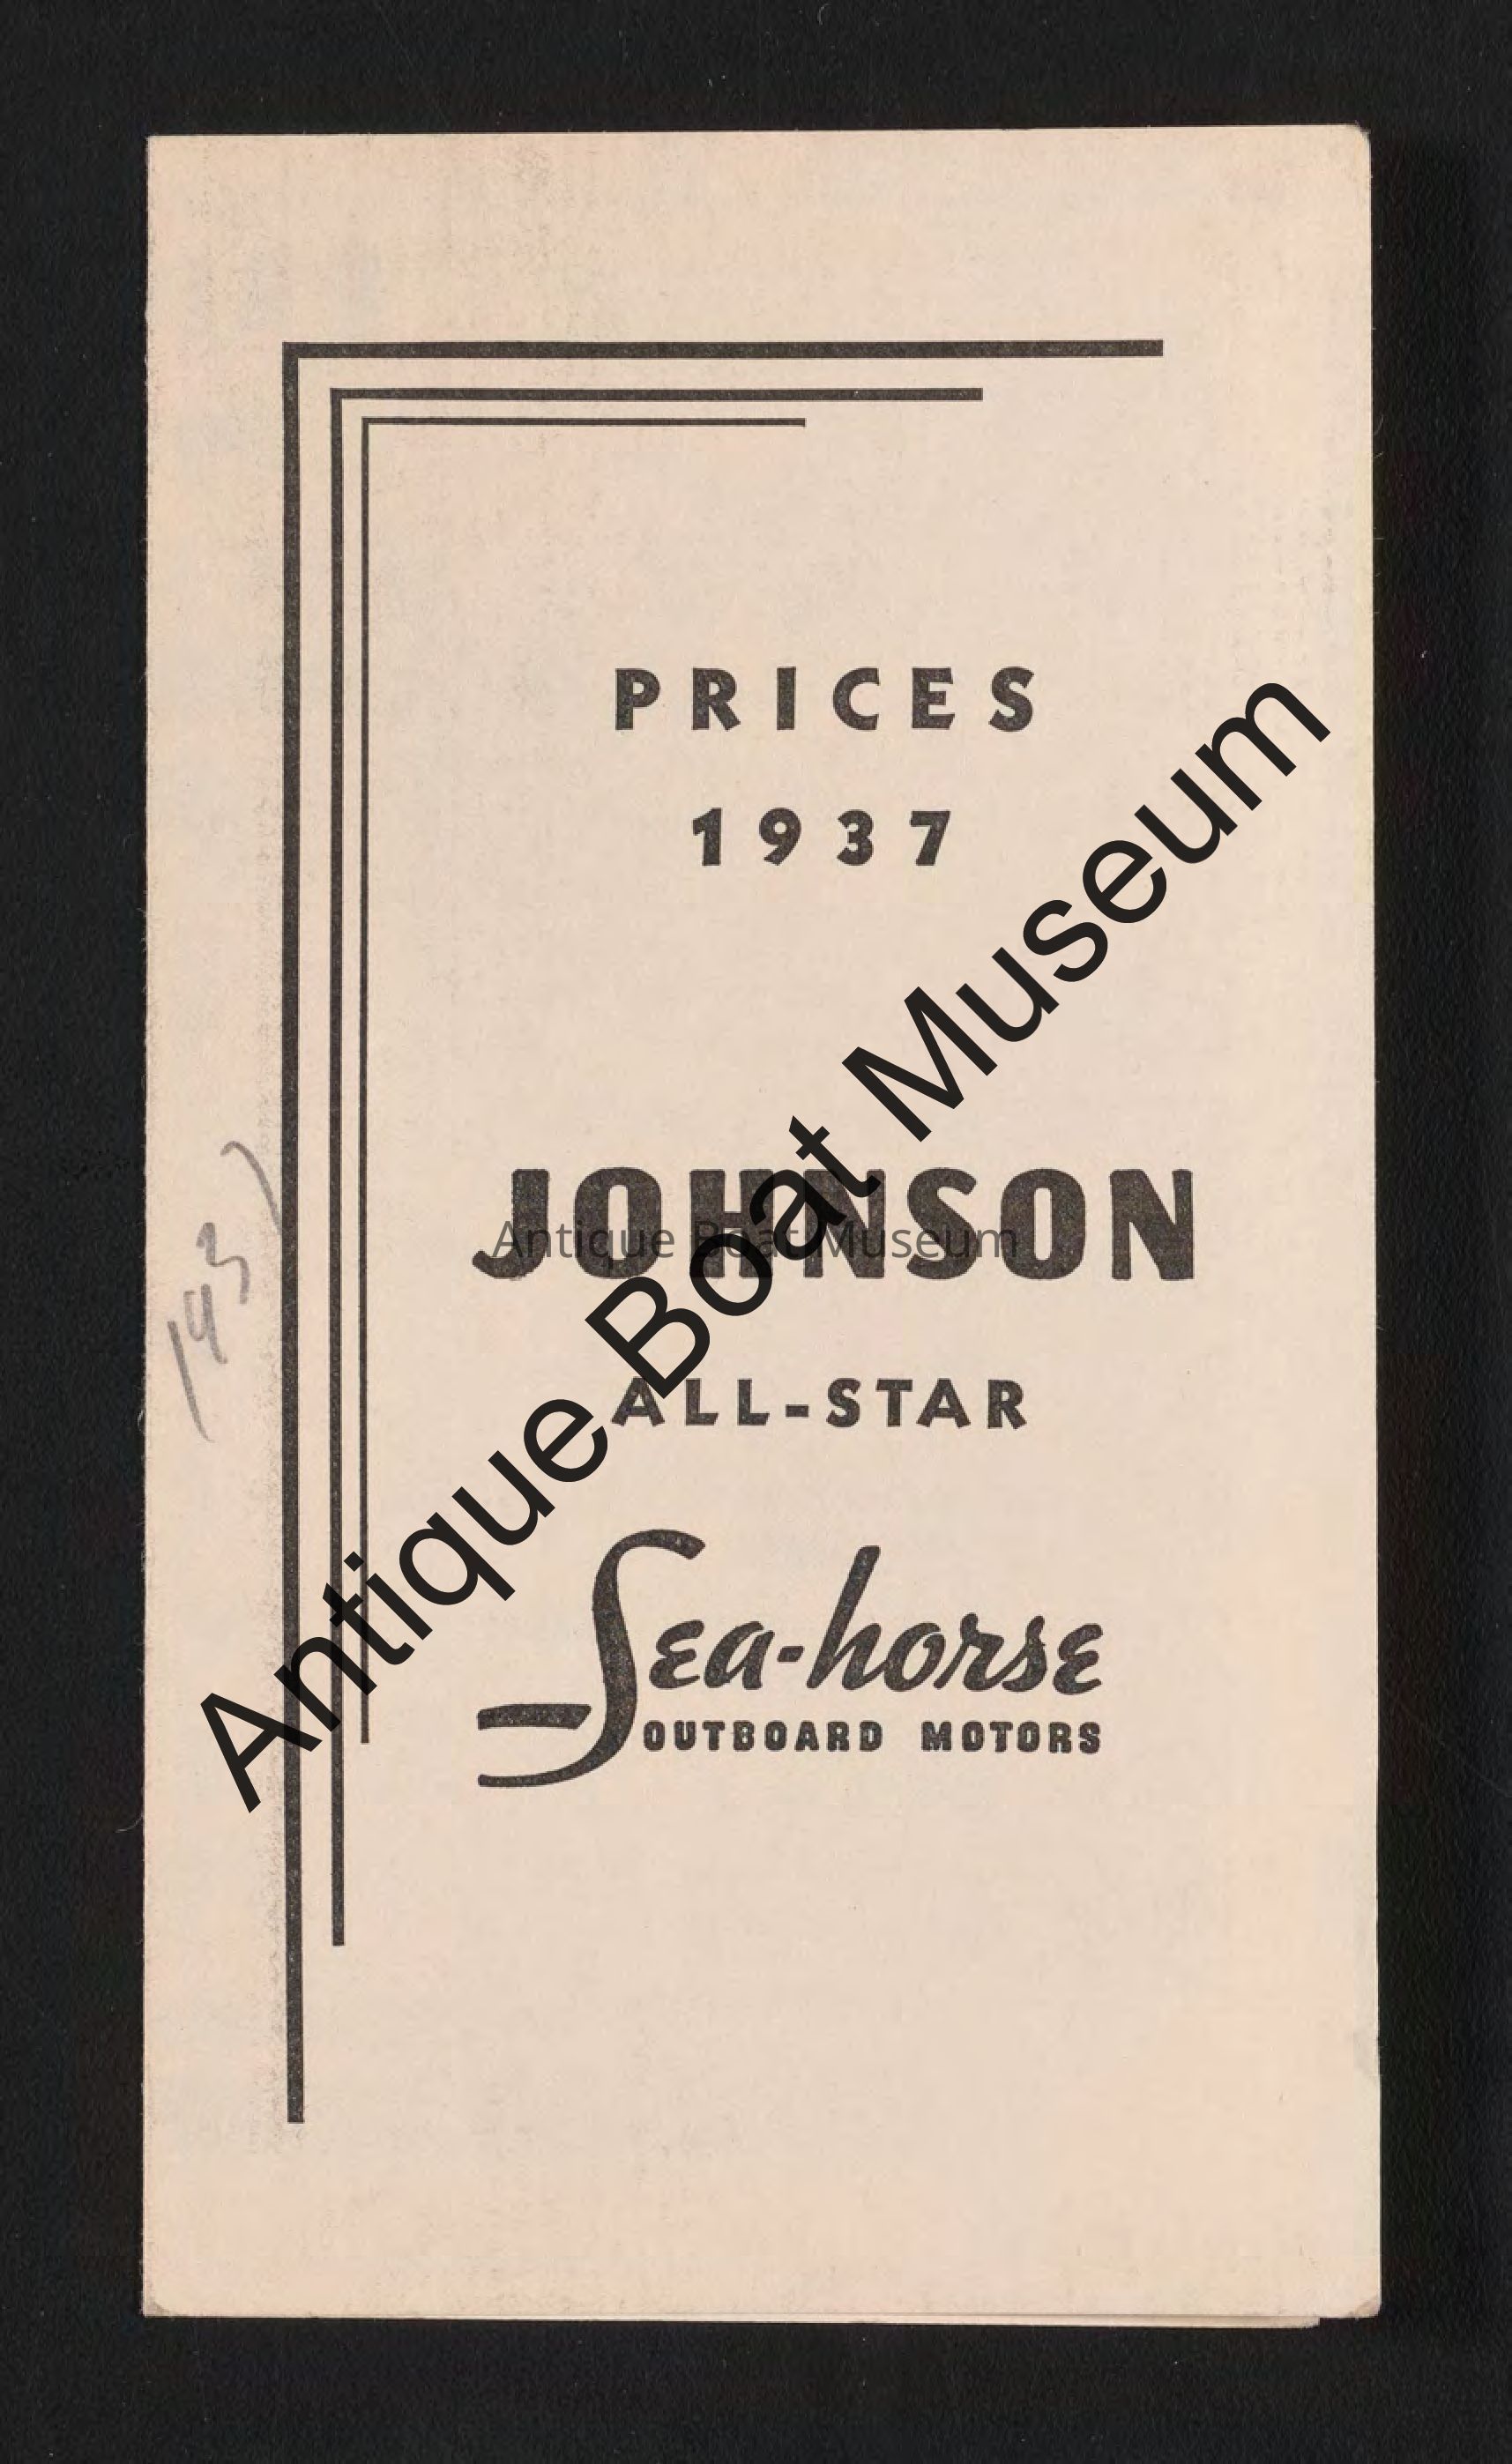 PRICES
1937
JOHNSON
ALL-STAR
Sea-horse
OUTBOARD MOTORS
1937
Antique Boat Museum
Antique Boat Museum